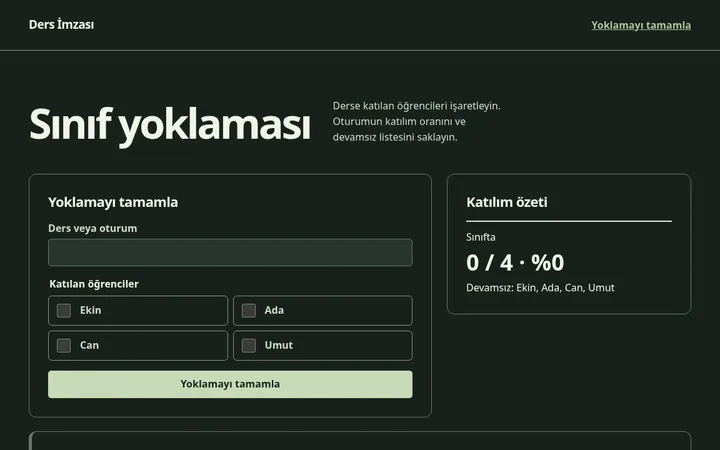 Ders İmzası
Yoklamayı tamamla
Sınıf yoklaması
Derse katılan öğrencileri işaretleyin.
Oturumun katılım oranını ve
devamsız listesini saklayın.
Yoklamayı tamamla
Ders veya oturum
Katılan öğrenciler
Ekin
Ada
Can
Umut
Yoklamayı tamamla
Katılım özeti
Sınıfta
0 / 4 · %0
Devamsız: Ekin, Ada, Can, Umut